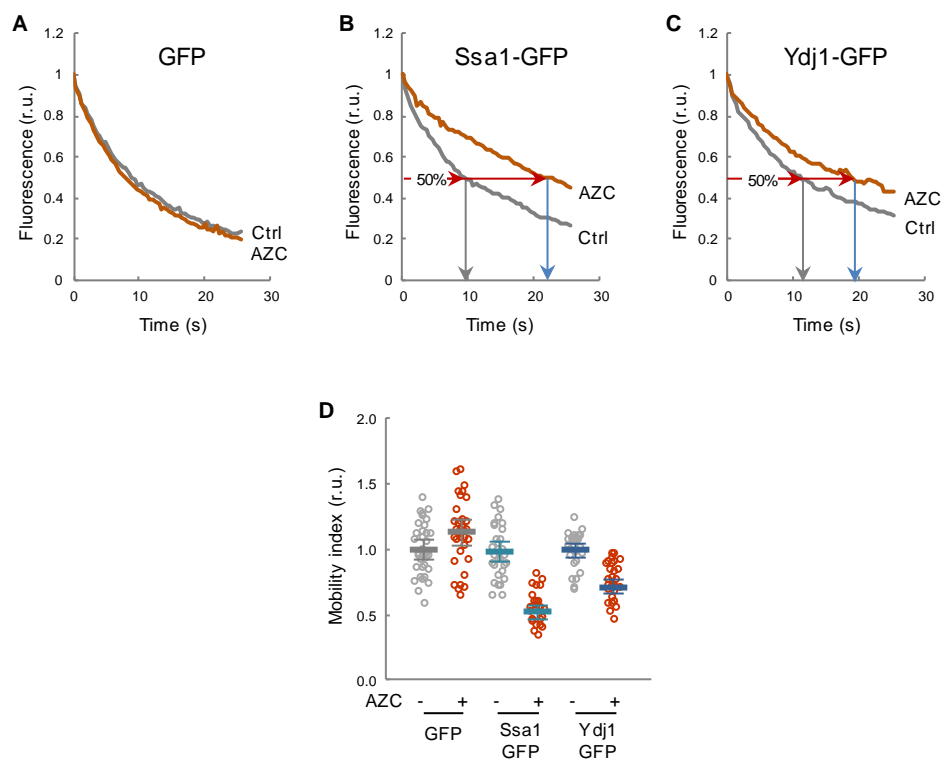 A
GFP
Fluorescence (r.u.)
1.2
1
0.8
0.6
0.4
0.2
0
0
10
20
30
Time (s)
Ctrl
AZC
B
Ssa1-GFP
Fluorescence (r.u.)
1.2
1
0.8
0.6
0.4
0.2
0
0
10
20
30
Time (s)
50%
AZC
Ctrl
C
Ydj1-GFP
Fluorescence (r.u.)
1.2
1
0.8
0.6
0.4
0.2
0
0
10
20
30
Time (s)
50%
AZC
Ctrl
D
Mobility index (r.u.)
2.0
1.5
1.0
0.5
0.0
AZC - + - + - +
GFP
Ssa1
GFP
Ydj1
GFP